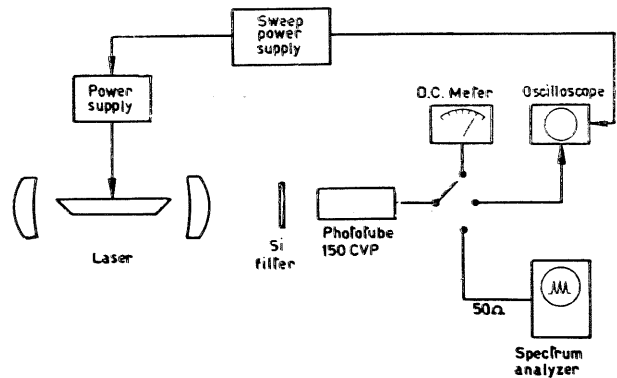 Sweep
power
supply
Power
supply
D.C. Meter
Oscilloscope
Laser
Si
filter
Phototube
150 CVP
50Ω
Spectrum
analyzer